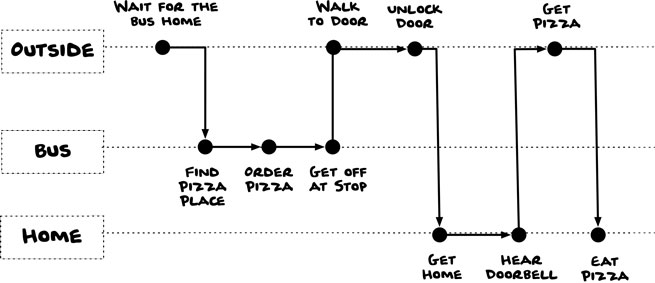 WAIT FOR THE
BUS HOME
WALK
TO DOOR
UNLOCK
DOOR
GET
PIZZA
OUTSIDE
BUS
FIND
PIZZA
PLACE
ORDER
PIZZA
GET OFF
AT STOP
HOME
GET
HOME
HEAR
DOORBELL
EAT
PIZZA